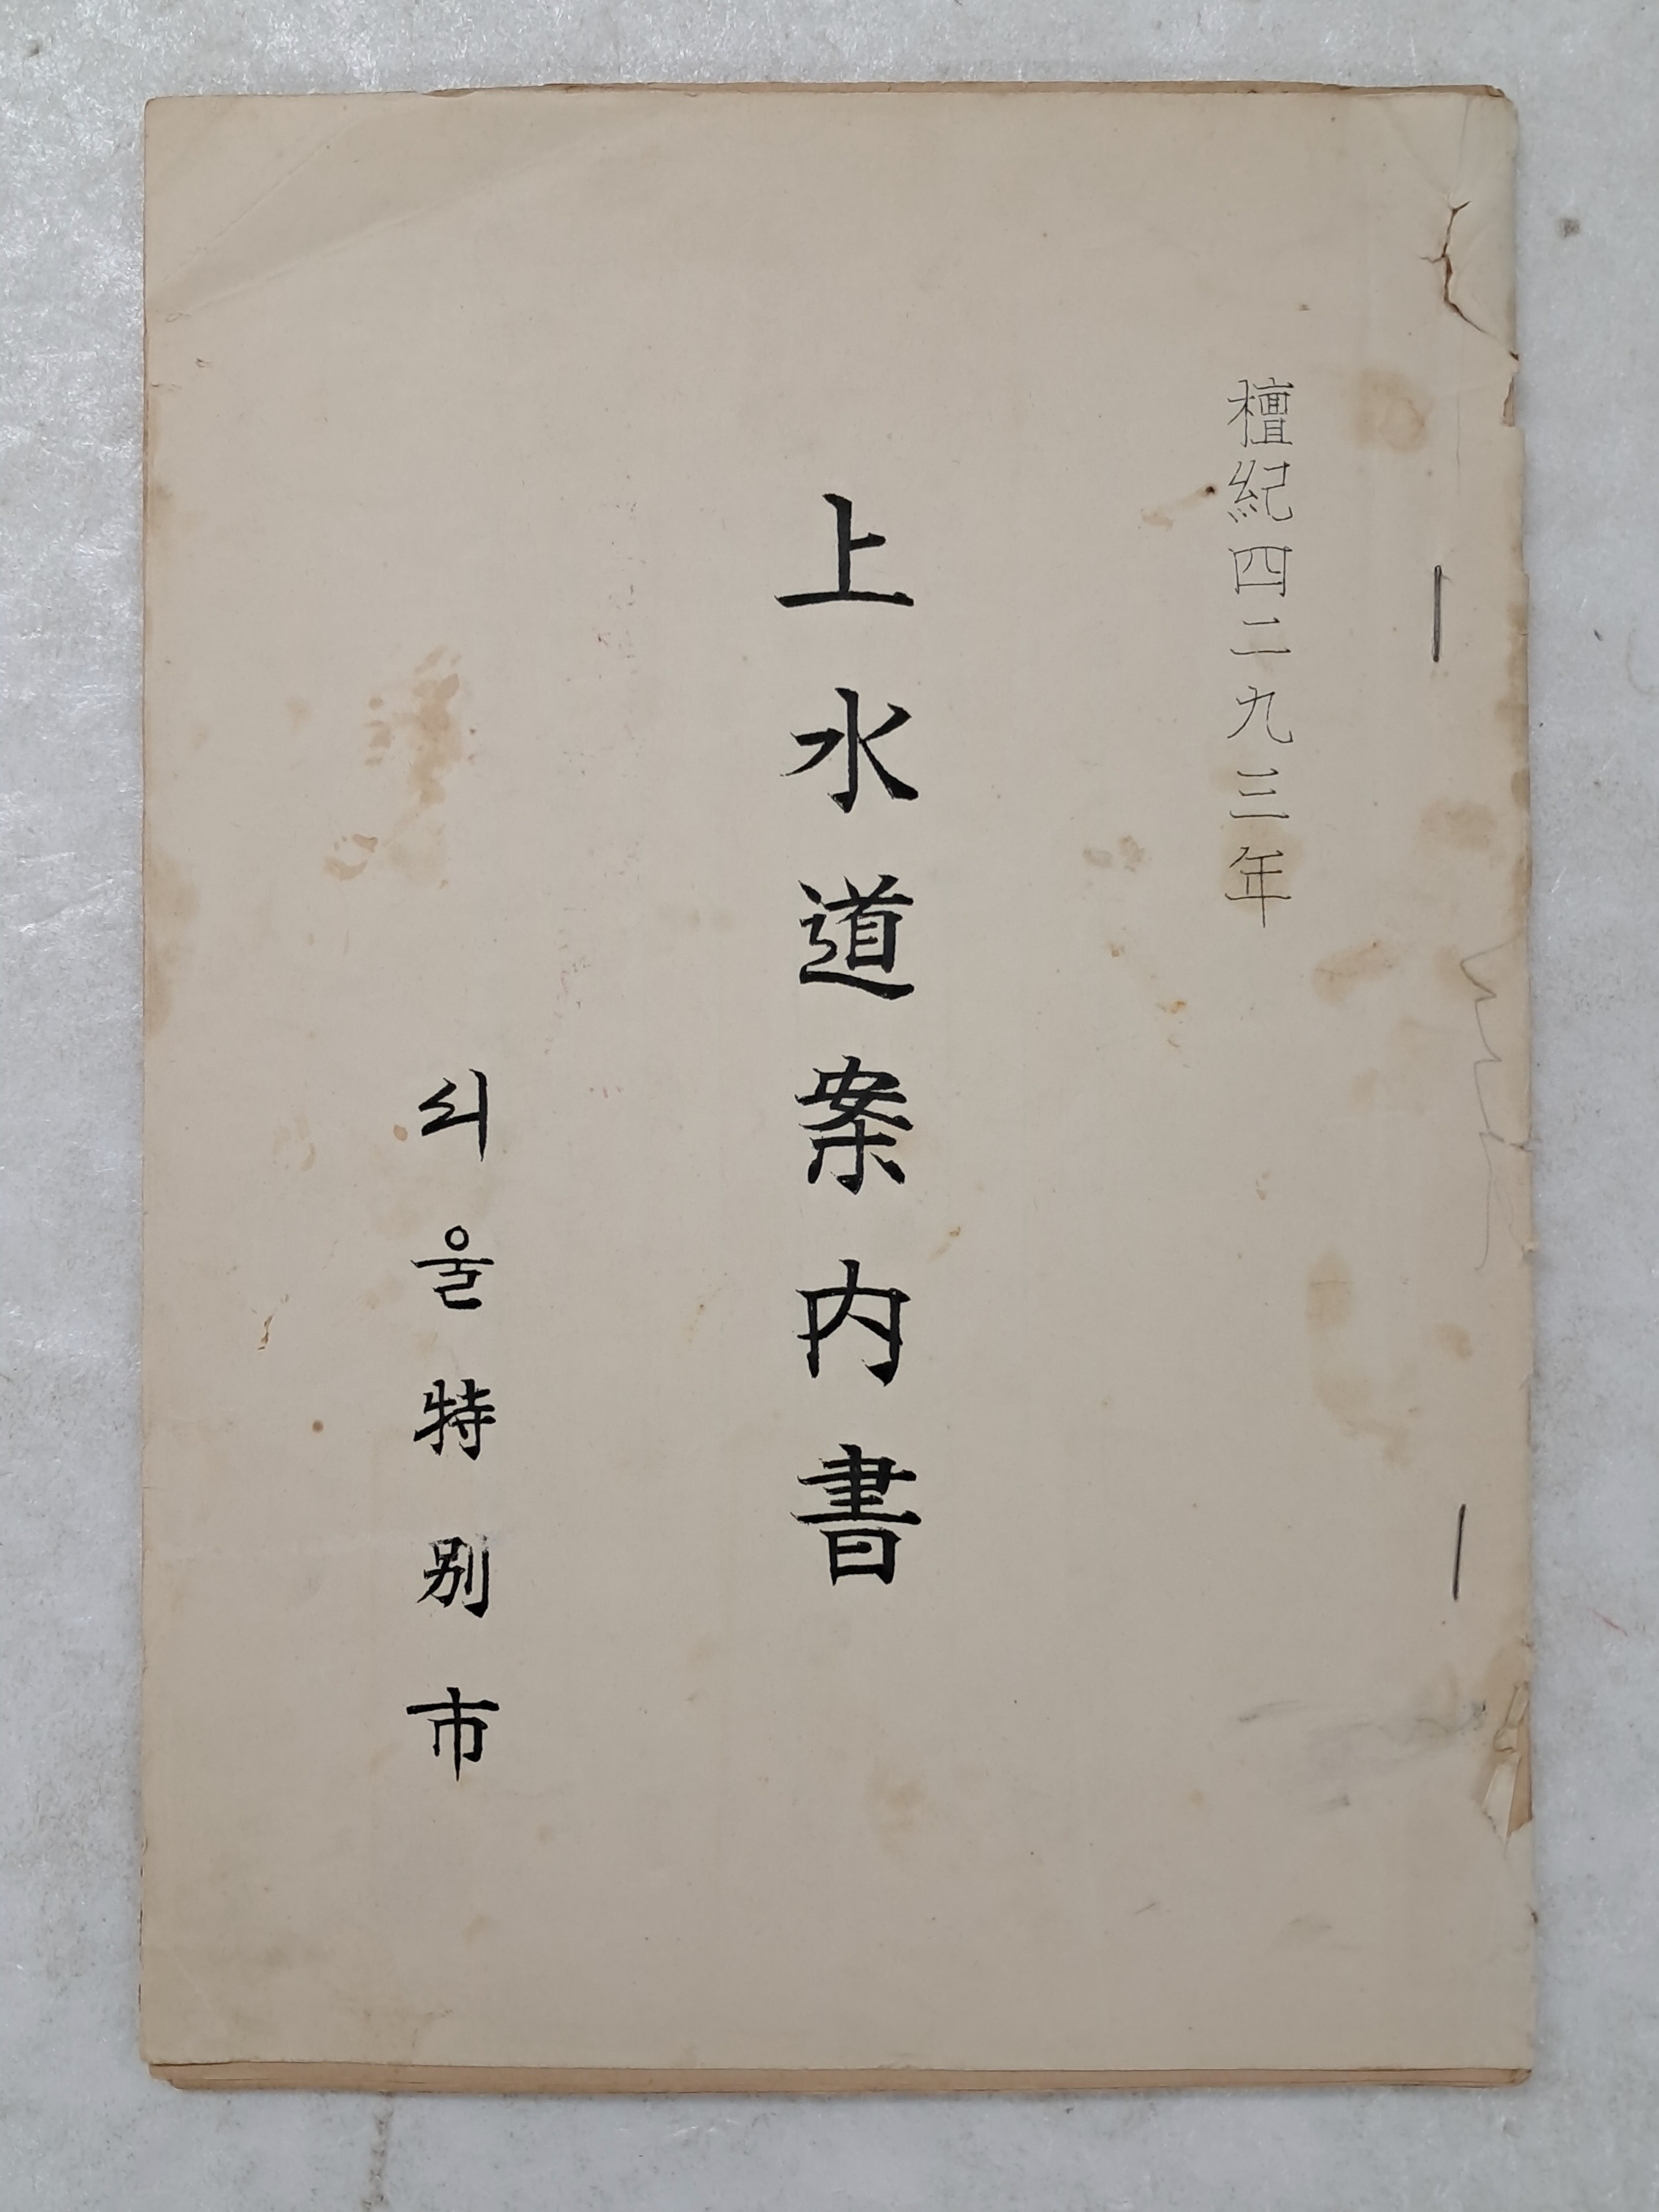 檀紀四二九三年
上水道案内書
서울特別市